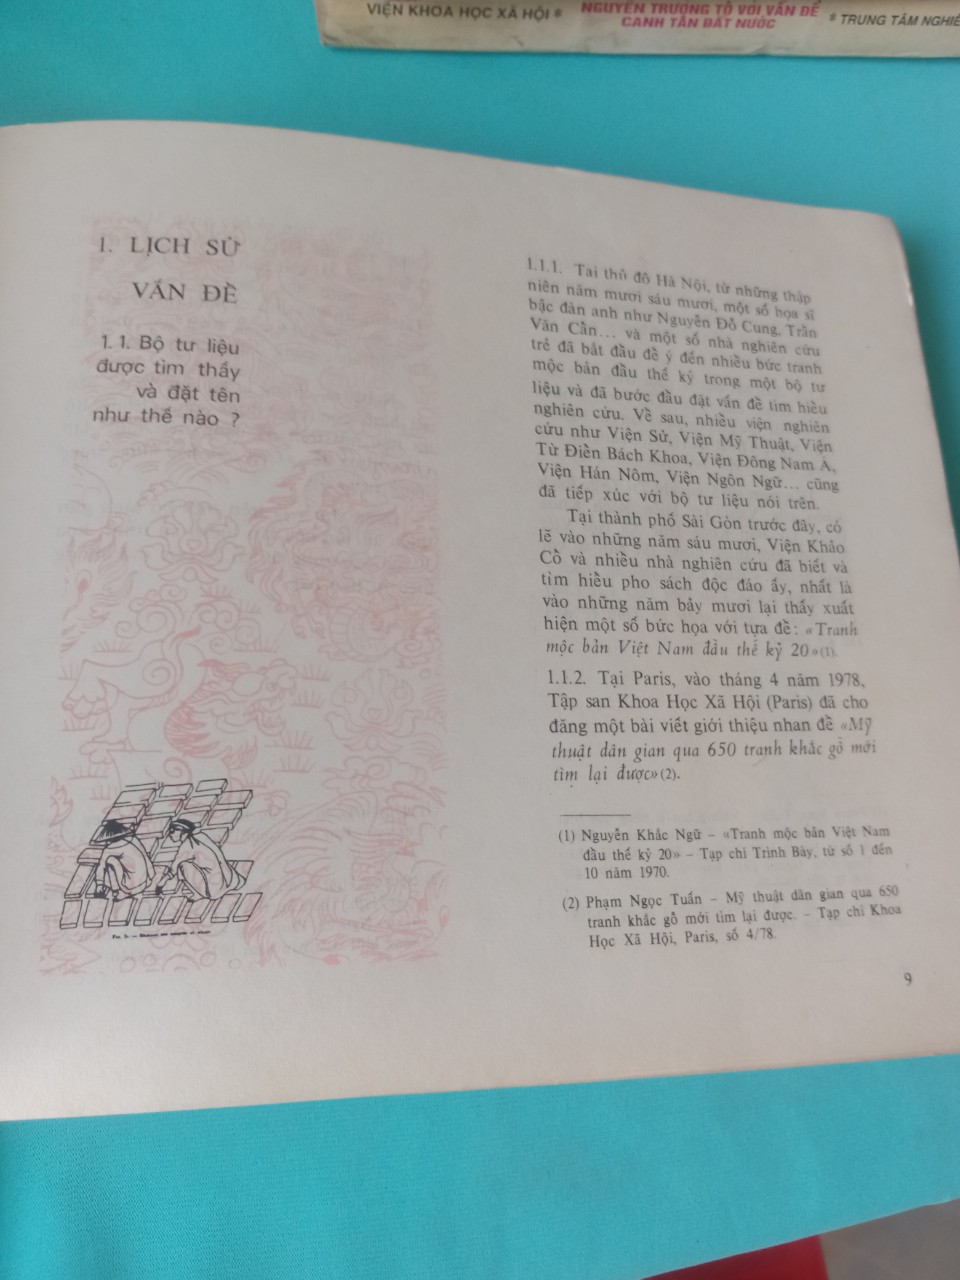 VIỆN KHOA HỌC XÃ HỘI *
NGUYỄN TRƯỜNG TỘ VỚI VẤN ĐỀ
CANH TÂN ĐẤT NƯỚC
* TRUNG TÂM NGHIÊ
1. LỊCH SỬ
VẤN ĐỀ
1. 1. Bộ tư liệu
được tìm thấy
và đặt tên
như thế nào ?
1.1.1. Tại thủ đô Hà Nội, từ những thập
niên năm mươi sáu mươi, một số họa sĩ
bậc đàn anh như Nguyễn Đỗ Cung, Trần
Văn Cẩn... và một số nhà nghiên cứu
trẻ đã bắt đầu để ý đến nhiều bức tranh
mộc bản đầu thế kỷ trong một bộ tư
liệu và đã bước đầu đặt vấn đề tìm hiểu
nghiên cứu. Về sau, nhiều viện nghiên
cứu như Viện Sử, Viện Mỹ Thuật, Viện
Từ Điển Bách Khoa, Viện Đông Nam Á,
Viện Hán Nôm, Viện Ngôn Ngữ... cũng
đã tiếp xúc với bộ tư liệu nói trên.
Tại thành phố Sài Gòn trước đây, có
lẽ vào những năm sáu mươi, Viện Khảo
Cổ và nhiều nhà nghiên cứu đã biết và
tìm hiểu pho sách độc đáo ấy, nhất là
vào những năm bảy mươi lại thấy xuất
hiện một số bức họa với tựa đề: «Tranh
mộc bản Việt Nam đầu thế kỷ 20»(1).
1.1.2. Tại Paris, vào tháng 4 năm 1978,
Tập san Khoa Học Xã Hội (Paris) đã cho
đăng một bài viết giới thiệu nhan đề «Mỹ
thuật dân gian qua 650 tranh khắc gỗ mới
tìm lại được»(2).
(1) Nguyễn Khắc Ngữ – «Tranh mộc bản Việt Nam
đầu thế kỷ 20» – Tạp chí Trình Bày, từ số 1 đến
10 năm 1970.
(2) Phạm Ngọc Tuấn – Mỹ thuật dân gian qua 650
tranh khắc gỗ mới tìm lại được. – Tạp chí Khoa
Học Xã Hội, Paris, số 4/78.
9